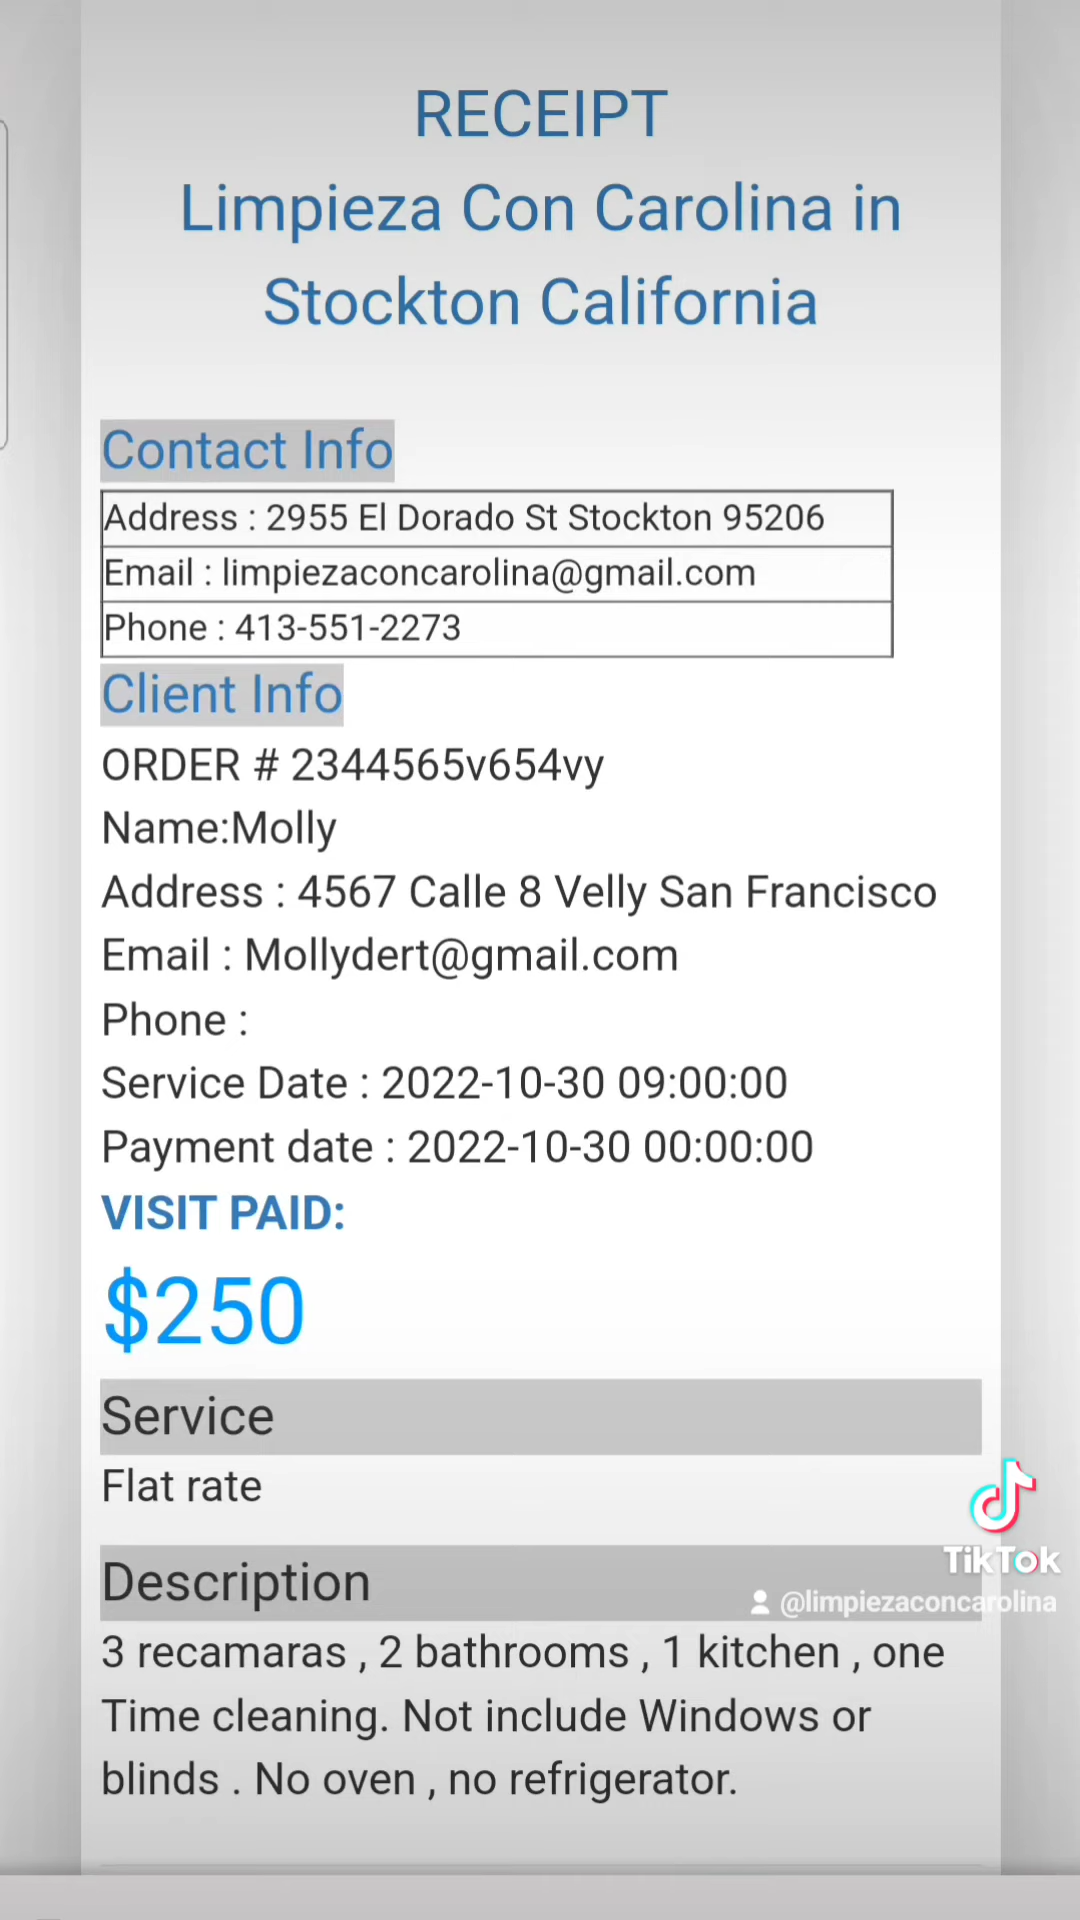 RECEIPT
Limpieza Con Carolina in
Stockton California
Contact Info
Address : 2955 El Dorado St Stockton 95206
Email : limpiezaconcarolina@gmail.com
Phone : 413-551-2273
Client Info
ORDER # 2344565v654vy
Name:Molly
Address : 4567 Calle 8 Velly San Francisco
Email : Mollydert@gmail.com
Phone :
Service Date : 2022-10-30 09:00:00
Payment date : 2022-10-30 00:00:00
VISIT PAID:
$250
Service
Flat rate
Description
TikTok
@limpiezaconcarolina
3 recamaras , 2 bathrooms , 1 kitchen , one
Time cleaning. Not include Windows or
blinds . No oven , no refrigerator.